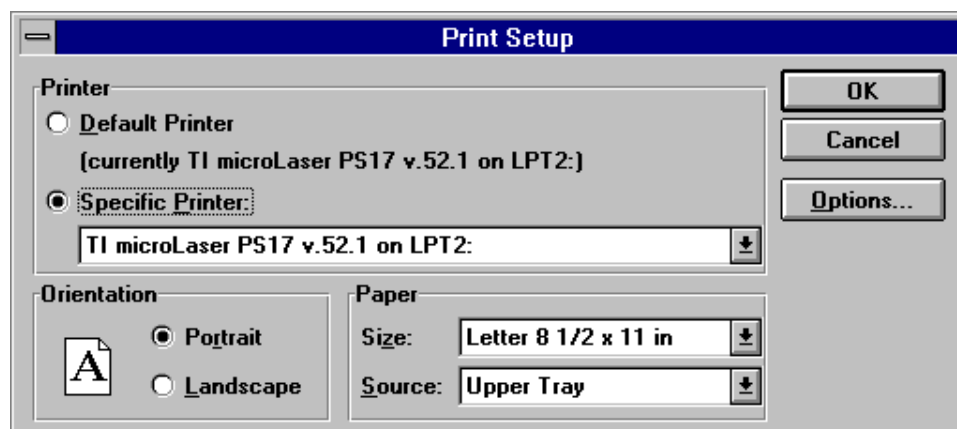 Print Setup
Printer
Default Printer
(currently TI microLaser PS17 v.52.1 on LPT2:)
Specific Printer:
TI microLaser PS17 v.52.1 on LPT2:
OK
Cancel
Options...
Orientation
A
Portrait
Landscape
Paper
Size: Letter 8 1/2 x 11 in
Source: Upper Tray